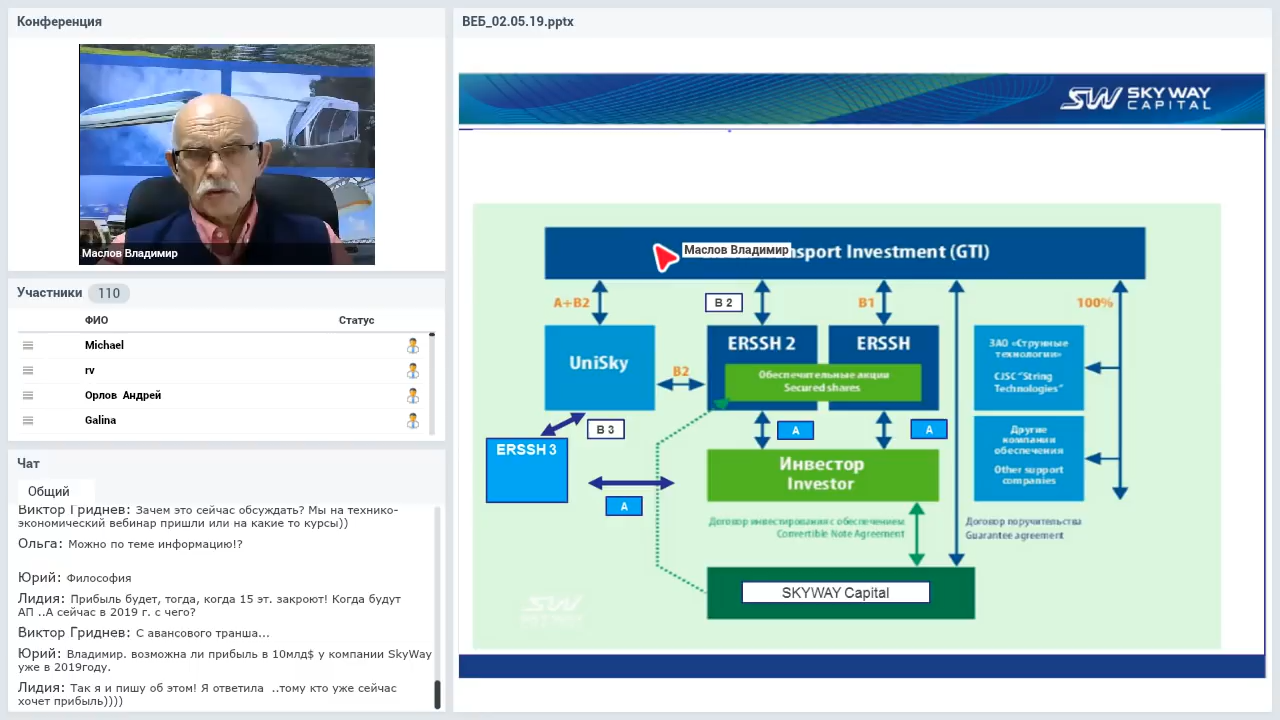 Конференция
Маслов Владимир
Участники 110
ФИО Статус
Michael
rv
Орлов Андрей
Galina
Чат
Общий
Виктор Гриднев: Зачем это сейчас обсуждать? Мы на технико-
экономический вебинар пришли или на какие то курсы))
Ольга: Можно по теме информацию!?
Юрий: Философия
Лидия: Прибыль будет, тогда, когда 15 эт. закроют! Когда будут
АП ..А сейчас в 2019 г. с чего?
Виктор Гриднев: С авансового транша...
Юрий: Владимир. возможна ли прибыль в 10млд$ у компании SkyWay
уже в 2019году.
Лидия: Так я и пишу об этом! Я ответила ..тому кто уже сейчас
хочет прибыль))))
ВЕБ_02.05.19.pptx
SW SKY WAY
CAPITAL
Маслов Владимир
nsport Investment (GTI)
A+B2
B 2
B1
100%
UniSky
B2
ERSSH 2
ERSSH
Обеспечительные акции
Secured shares
ЗАО «Струнные
технологии»
CJSC "String
Technologies"
B 3
A
A
ERSSH 3
A
Инвестор
Investor
Другие
компании
обеспечения
Other support
companies
Договор инвестирования с обеспечением
Convertible Note Agreement
Договор поручительства
Guarantee agreement
SKYWAY Capital
SW SKY WAY